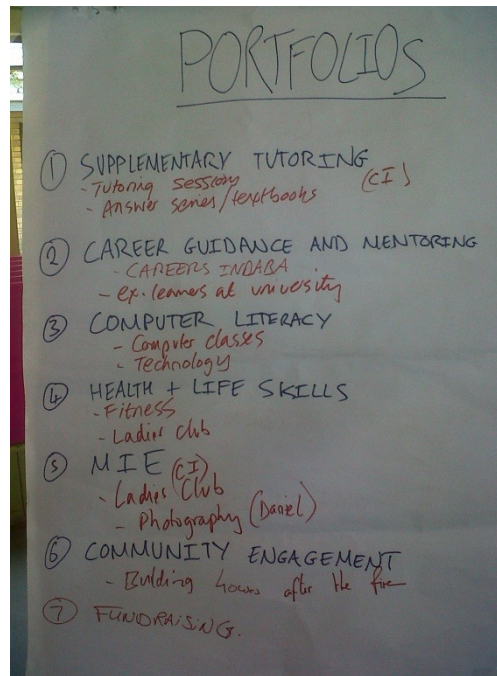 PORTFOLIOS
① SUPPLEMENTARY TUTORING
- Tutoring sessions (CI)
- Answer series/textbooks
② CAREER GUIDANCE AND MENTORING
- CAREERS INDABA
- ex-learners at university
③ COMPUTER LITERACY
- Computer classes
- Technology
④ HEALTH + LIFE SKILLS
- Fitness
- Ladies Club
⑤ MIE (CI)
- Ladies Club
- Photography (Daniel)
⑥ COMMUNITY ENGAGEMENT
- Building after the fire
⑦ FUNDRAISING.